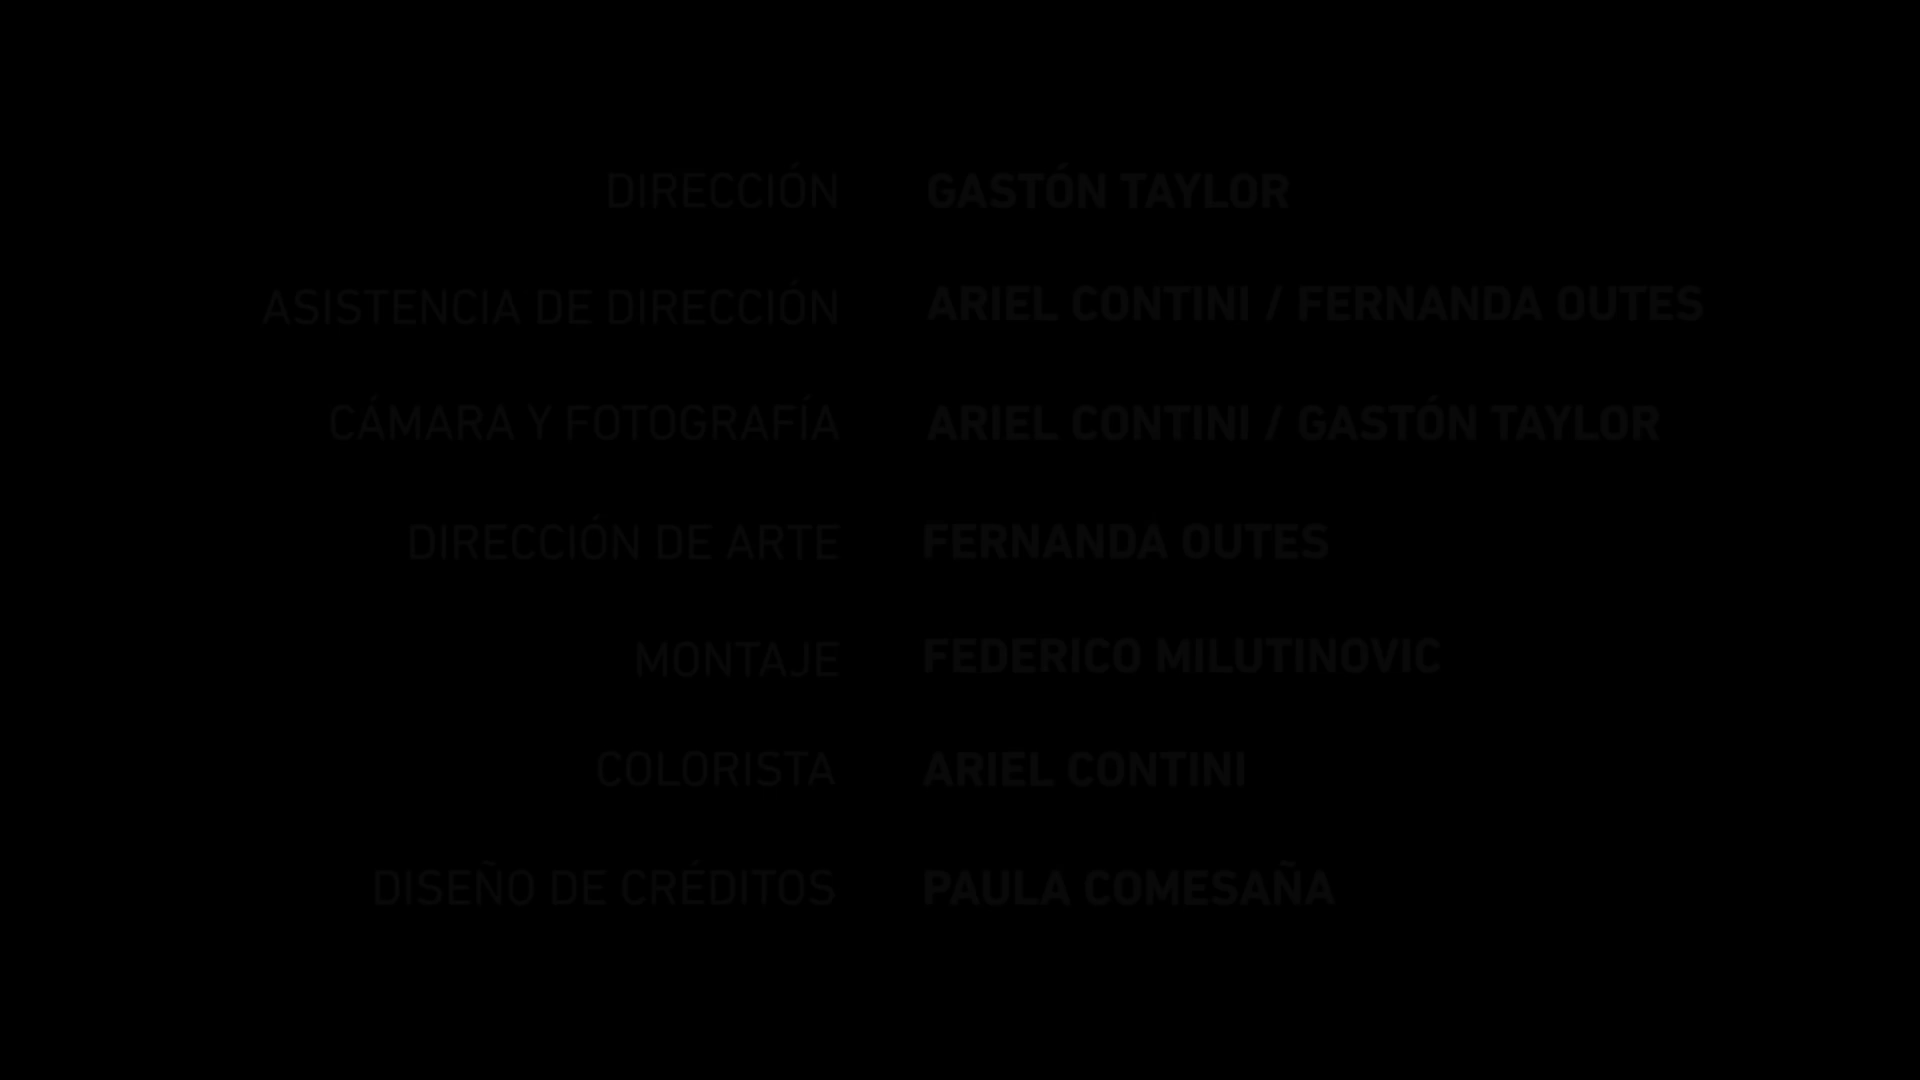 DIRECCIÓN GASTÓN TAYLOR
ASISTENCIA DE DIRECCIÓN ARIEL CONTINI / FERNANDA OUTES
CÁMARA Y FOTOGRAFÍA ARIEL CONTINI / GASTÓN TAYLOR
DIRECCIÓN DE ARTE FERNANDA OUTES
MONTAJE FEDERICO MILUTINOVIC
COLORISTA ARIEL CONTINI
DISEÑO DE CRÉDITOS PAULA COMESAÑA